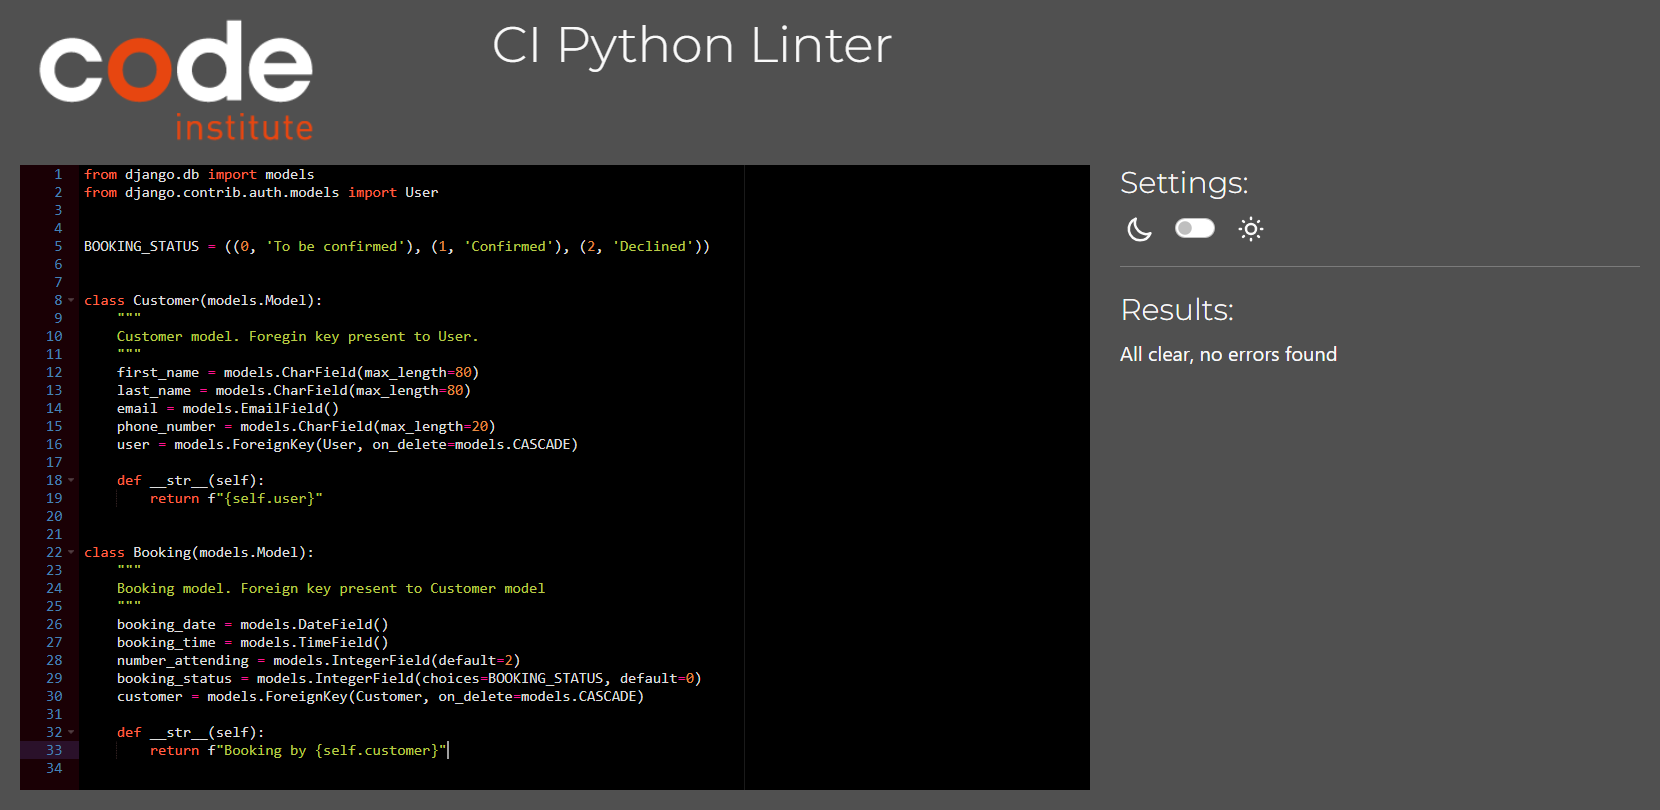 code
institute
CI Python Linter
1 from django.db import models
2 from django.contrib.auth.models import User
3
4
5 BOOKING_STATUS = ((0, 'To be confirmed'), (1, 'Confirmed'), (2, 'Declined'))
6
7
8 class Customer(models.Model):
9     """
10     Customer model. Foregin key present to User.
11     """
12     first_name = models.CharField(max_length=80)
13     last_name = models.CharField(max_length=80)
14     email = models.EmailField()
15     phone_number = models.CharField(max_length=20)
16     user = models.ForeignKey(User, on_delete=models.CASCADE)
17
18     def __str__(self):
19         return f"{self.user}"
20
21
22 class Booking(models.Model):
23     """
24     Booking model. Foreign key present to Customer model
25     """
26     booking_date = models.DateField()
27     booking_time = models.TimeField()
28     number_attending = models.IntegerField(default=2)
29     booking_status = models.IntegerField(choices=BOOKING_STATUS, default=0)
30     customer = models.ForeignKey(Customer, on_delete=models.CASCADE)
31
32     def __str__(self):
33         return f"Booking by {self.customer}"
34
Settings:
Results:
All clear, no errors found